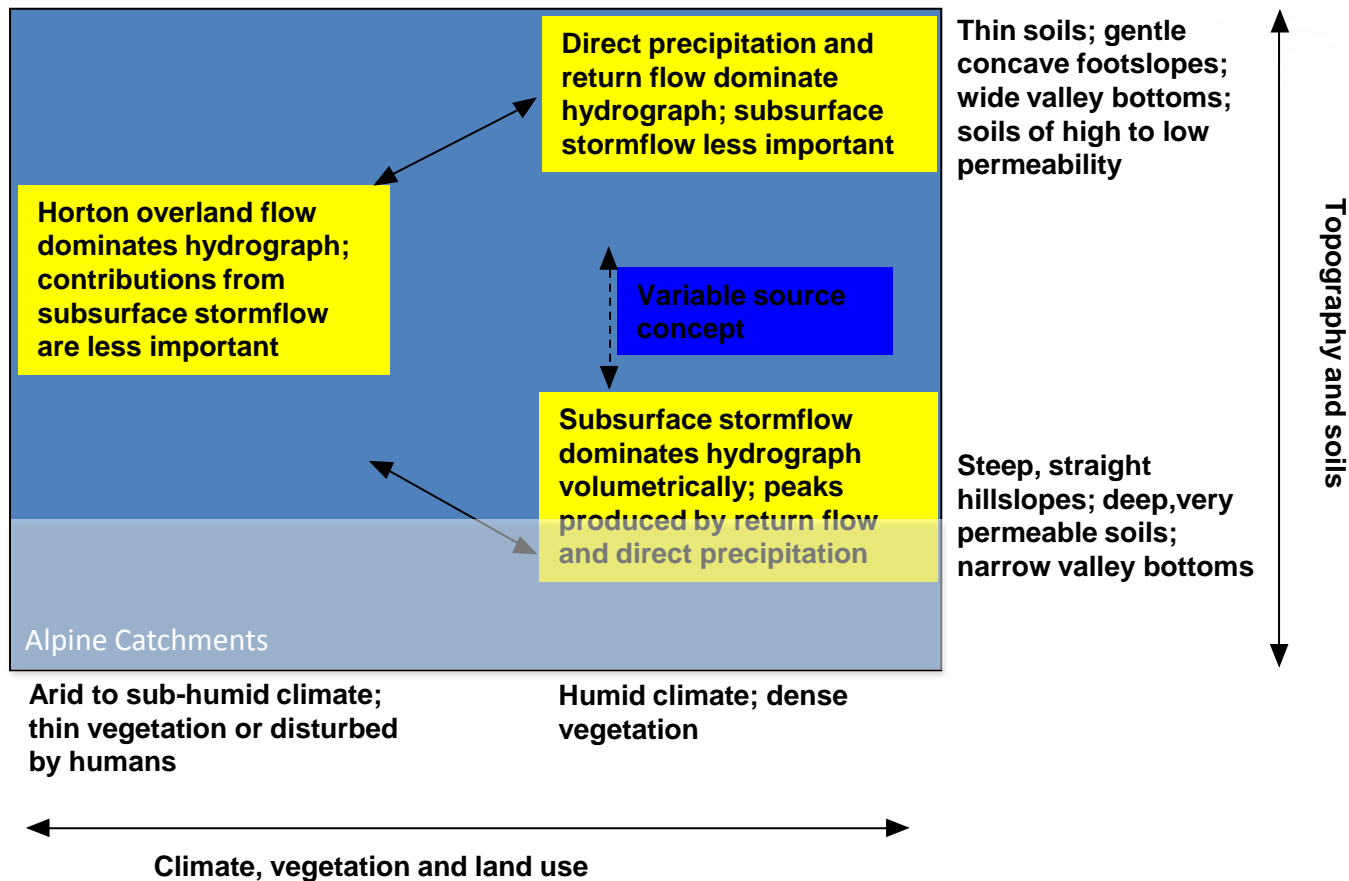 Direct precipitation and
return flow dominate
hydrograph; subsurface
stormflow less important
Thin soils; gentle
concave footslopes;
wide valley bottoms;
soils of high to low
permeability
Horton overland flow
dominates hydrograph;
contributions from
subsurface stormflow
are less important
Variable source
concept
Topography and soils
Subsurface stormflow
dominates hydrograph
volumetrically; peaks
produced by return flow
and direct precipitation
Steep, straight
hillslopes; deep,very
permeable soils;
narrow valley bottoms
Alpine Catchments
Arid to sub-humid climate;
thin vegetation or disturbed
by humans
Humid climate; dense
vegetation
Climate, vegetation and land use